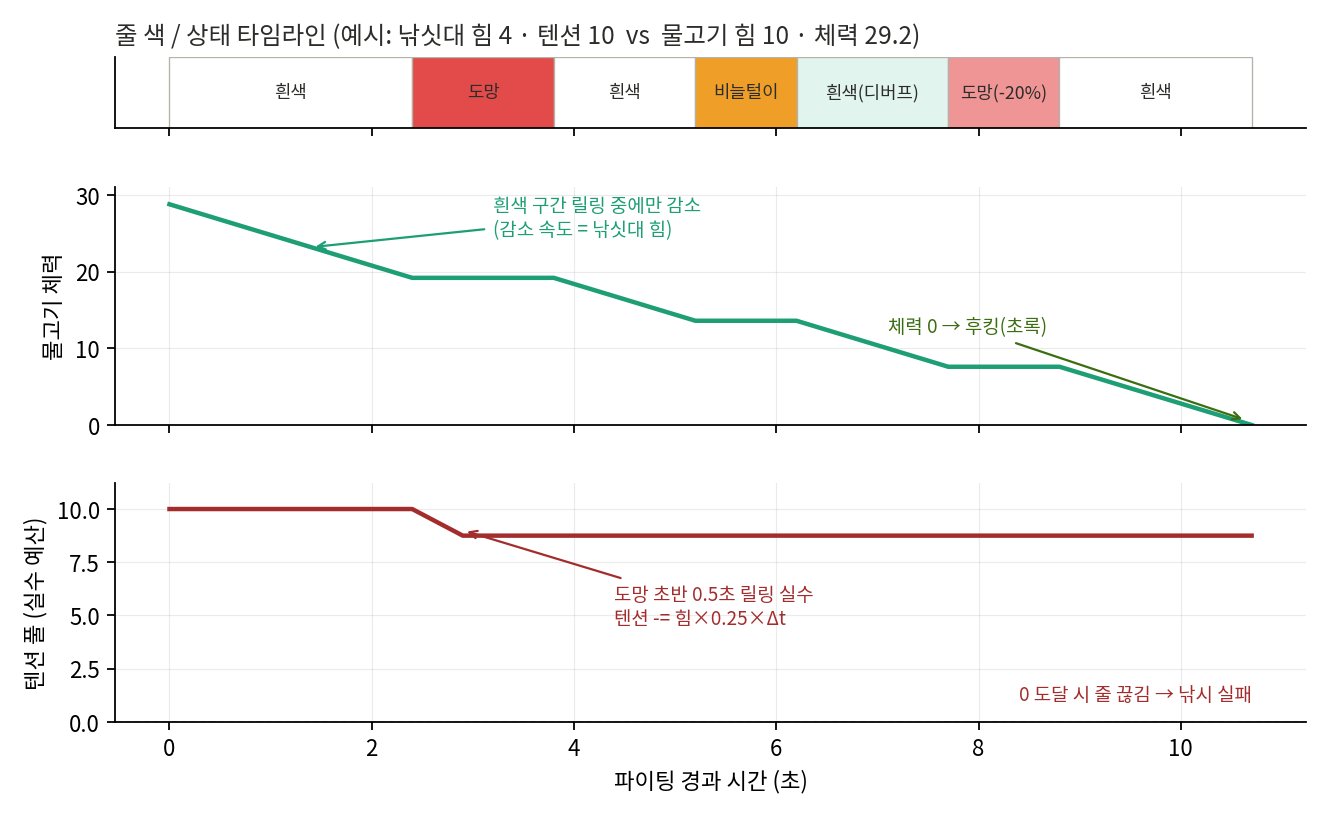 줄 색 / 상태 타임라인 (예시: 낚싯대 힘 4 · 텐션 10 vs 물고기 힘 10 · 체력 29.2)
흰색
도망
흰색
비늘털이
흰색(디버프)
도망(-20%)
흰색
물고기 체력
30
20
10
0
흰색 구간 릴링 중에만 감소
(감소 속도 = 낚싯대 힘)
체력 0 → 후킹(초록)
텐션 풀 (실수 예산)
10.0
7.5
5.0
2.5
0.0
도망 초반 0.5초 릴링 실수
텐션 -= 힘×0.25×Δt
0 도달 시 줄 끊김 → 낚시 실패
0 2 4 6 8 10
파이팅 경과 시간 (초)